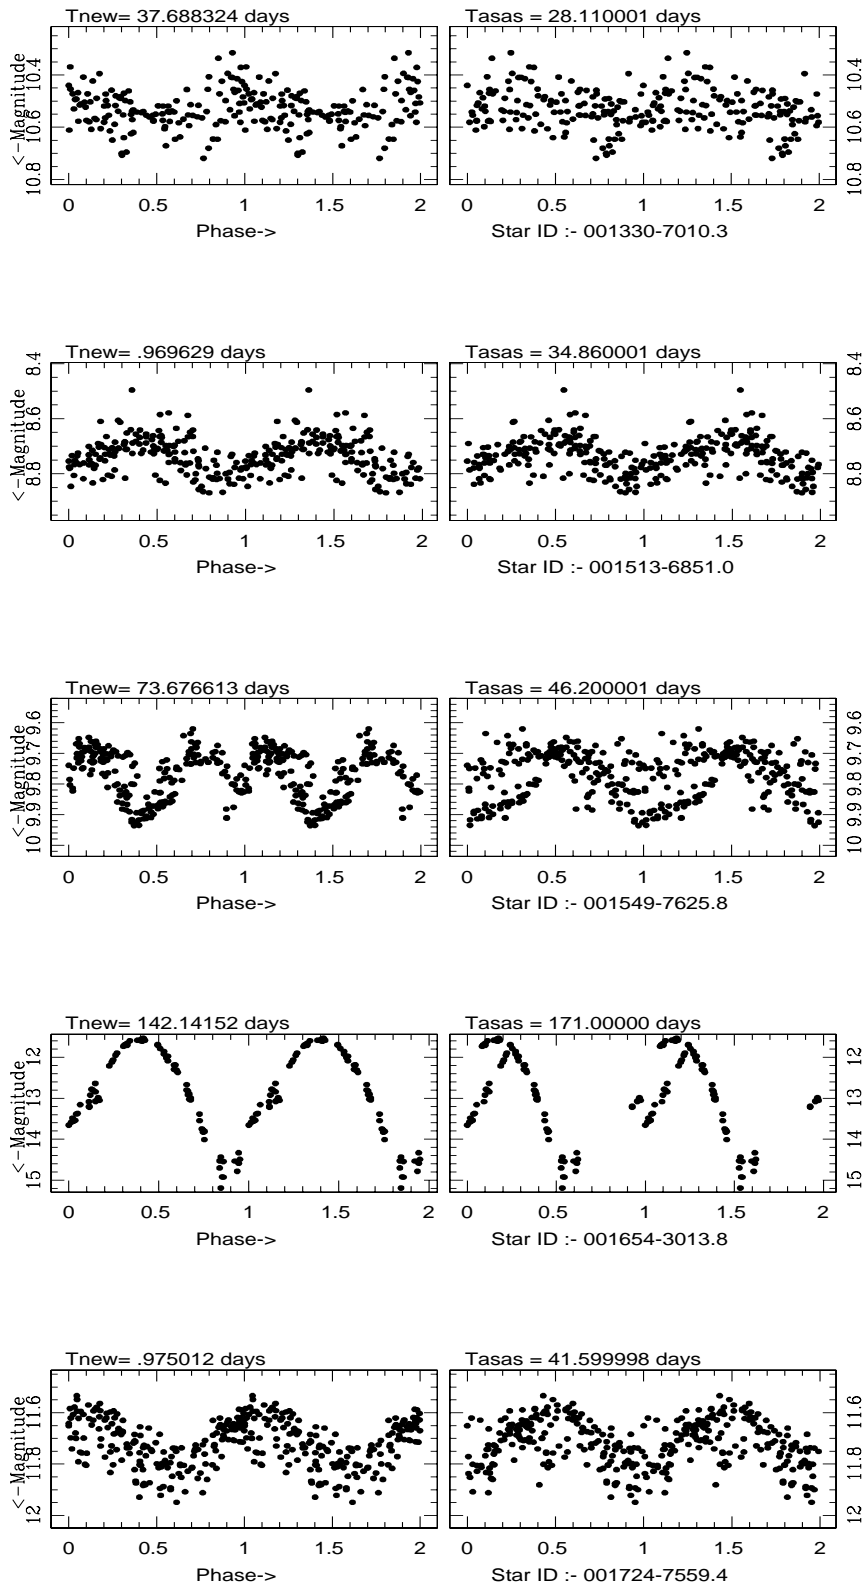 Tnew= 37.688324 days Tasas = 28.110001 days
<-Magnitude
10.4 10.4
10.6 10.6
10.8 10.8
0 0.5 1 1.5 2 0 0.5 1 1.5 2
Phase-> Star ID :- 001330-7010.3
Tnew= .969629 days Tasas = 34.860001 days
<-Magnitude
8.4
8.6 8.6
8.8 8.8
0 0.5 1 1.5 2 0 0.5 1 1.5 2
Phase-> Star ID :- 001513-6851.0
Tnew= 73.676613 days Tasas = 46.200001 days
<-Magnitude
9.6 9.6
9.7 9.7
9.8 9.8
9.9 9.9
10 10
0 0.5 1 1.5 2 0 0.5 1 1.5 2
Phase-> Star ID :- 001549-7625.8
Tnew= 142.14152 days Tasas = 171.00000 days
<-Magnitude
12 12
13 13
14 14
15 15
0 0.5 1 1.5 2 0 0.5 1 1.5 2
Phase-> Star ID :- 001654-3013.8
Tnew= .975012 days Tasas = 41.599998 days
<-Magnitude
11.6 11.6
11.8 11.8
12 12
0 0.5 1 1.5 2 0 0.5 1 1.5 2
Phase-> Star ID :- 001724-7559.4